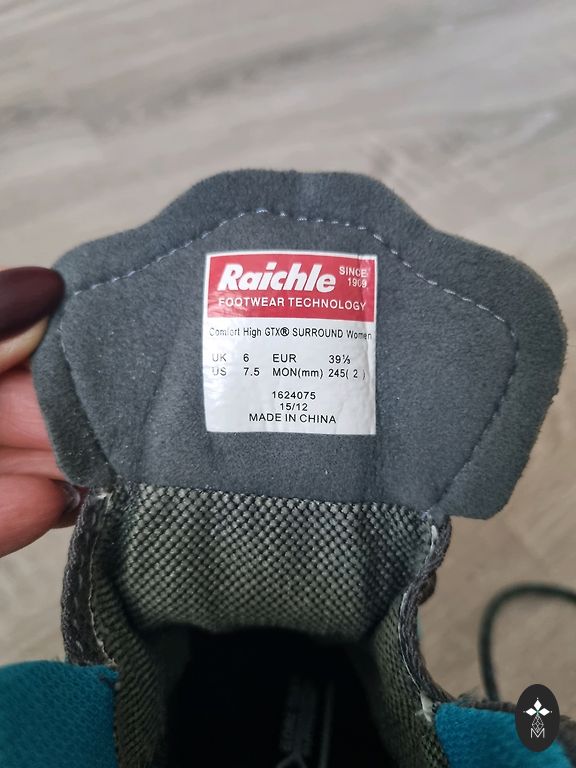 Raichle SINCE 1909
FOOTWEAR TECHNOLOGY
Comfort High GTX® SURROUND Women
UK 6 EUR 39⅓
US 7.5 MON(mm) 245( 2 )
1624075
15/12
MADE IN CHINA
M